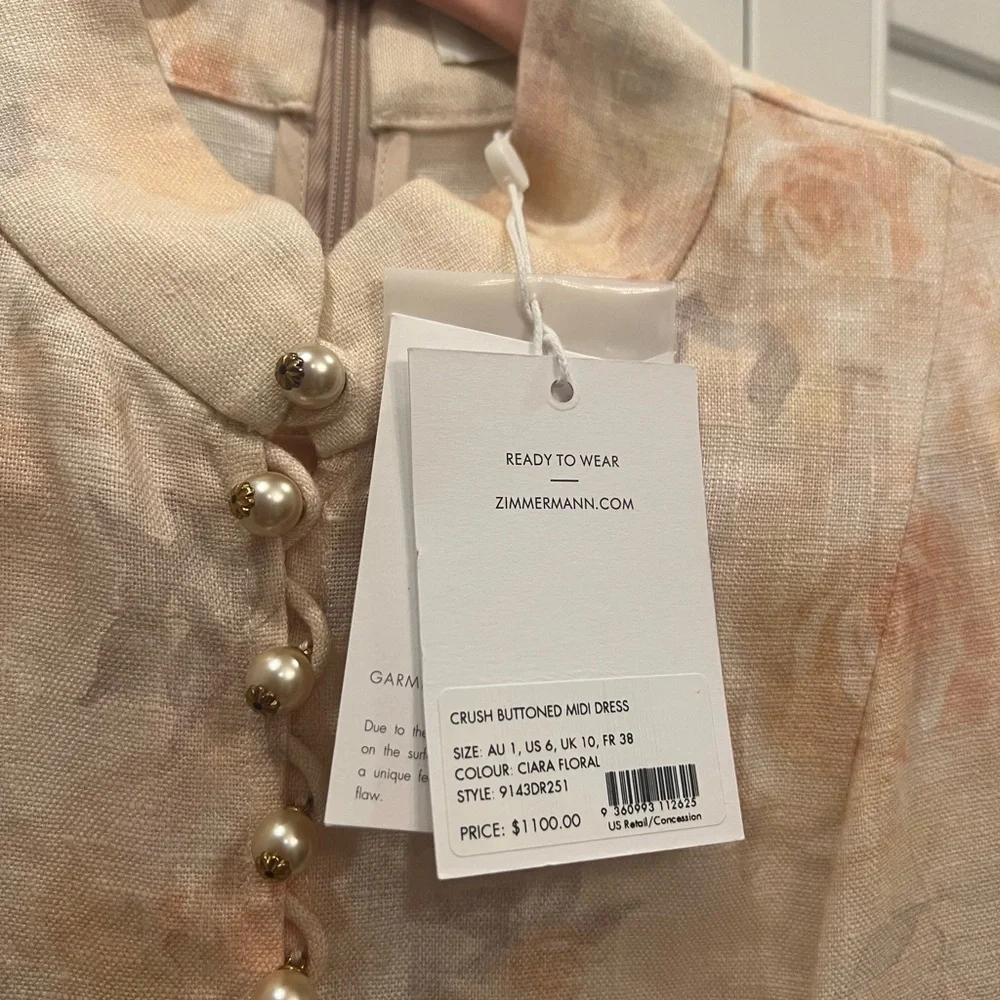 READY TO WEAR
ZIMMERMANN.COM
CRUSH BUTTONED MIDI DRESS
SIZE: AU 1, US 6, UK 10, FR 38
COLOUR: CIARA FLORAL
STYLE: 9143DR251
PRICE: $1100.00
9 360993 112625
US Retail/Concession
GARM
Due to the
on the surf
a unique fe
flaw.